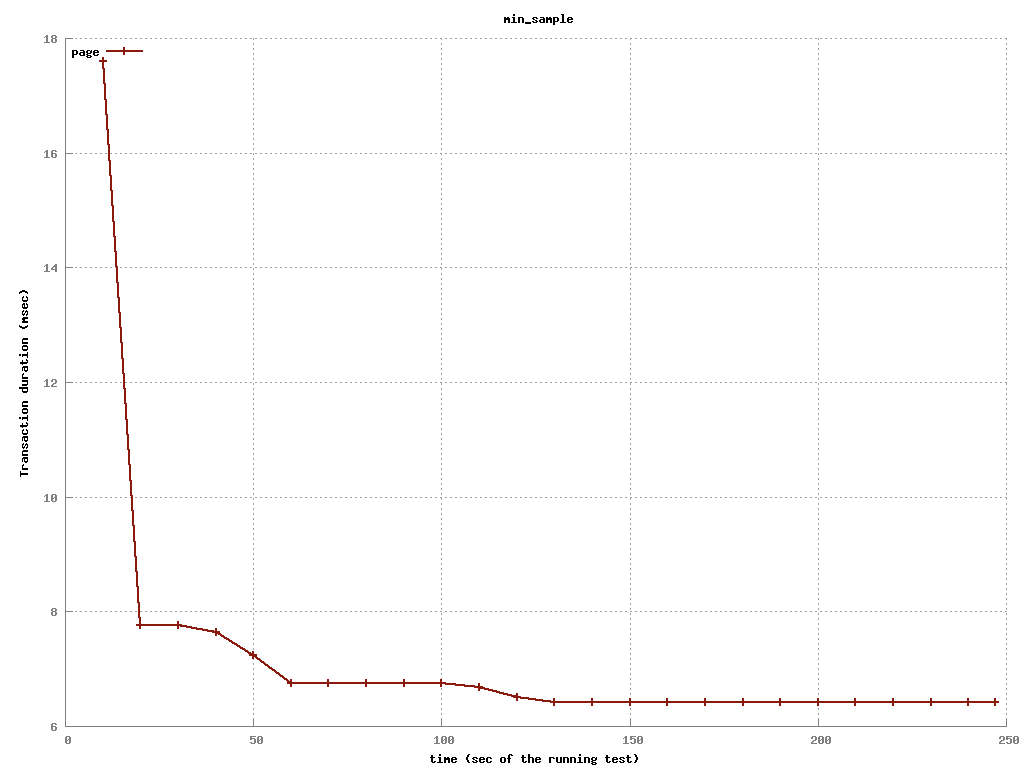 min_sample
18
page
16
14
12
10
8
6
Transaction duration (msec)
0 50 100 150 200 250
time (sec of the running test)